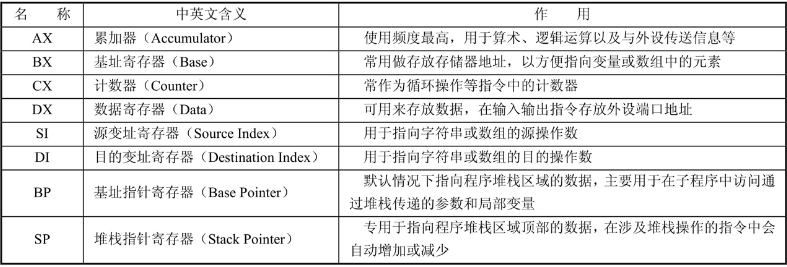 名 称 中英文含义 作 用
AX 累加器（Accumulator） 使用频度最高，用于算术、逻辑运算以及与外设传送信息等
BX 基址寄存器（Base） 常用做存放存储器地址，以方便指向变量或数组中的元素
CX 计数器（Counter） 常作为循环操作等指令中的计数器
DX 数据寄存器（Data） 可用来存放数据，在输入输出指令存放外设端口地址
SI 源变址寄存器（Source Index） 用于指向字符串或数组的源操作数
DI 目的变址寄存器（Destination Index） 用于指向字符串或数组的目的操作数
BP 基址指针寄存器（Base Pointer） 默认情况下指向程序堆栈区域的数据，主要用于在子程序中访问通
过堆栈传递的参数和局部变量
SP 堆栈指针寄存器（Stack Pointer） 专用于指向程序堆栈区域顶部的数据，在涉及堆栈操作的指令中会
自动增加或减少